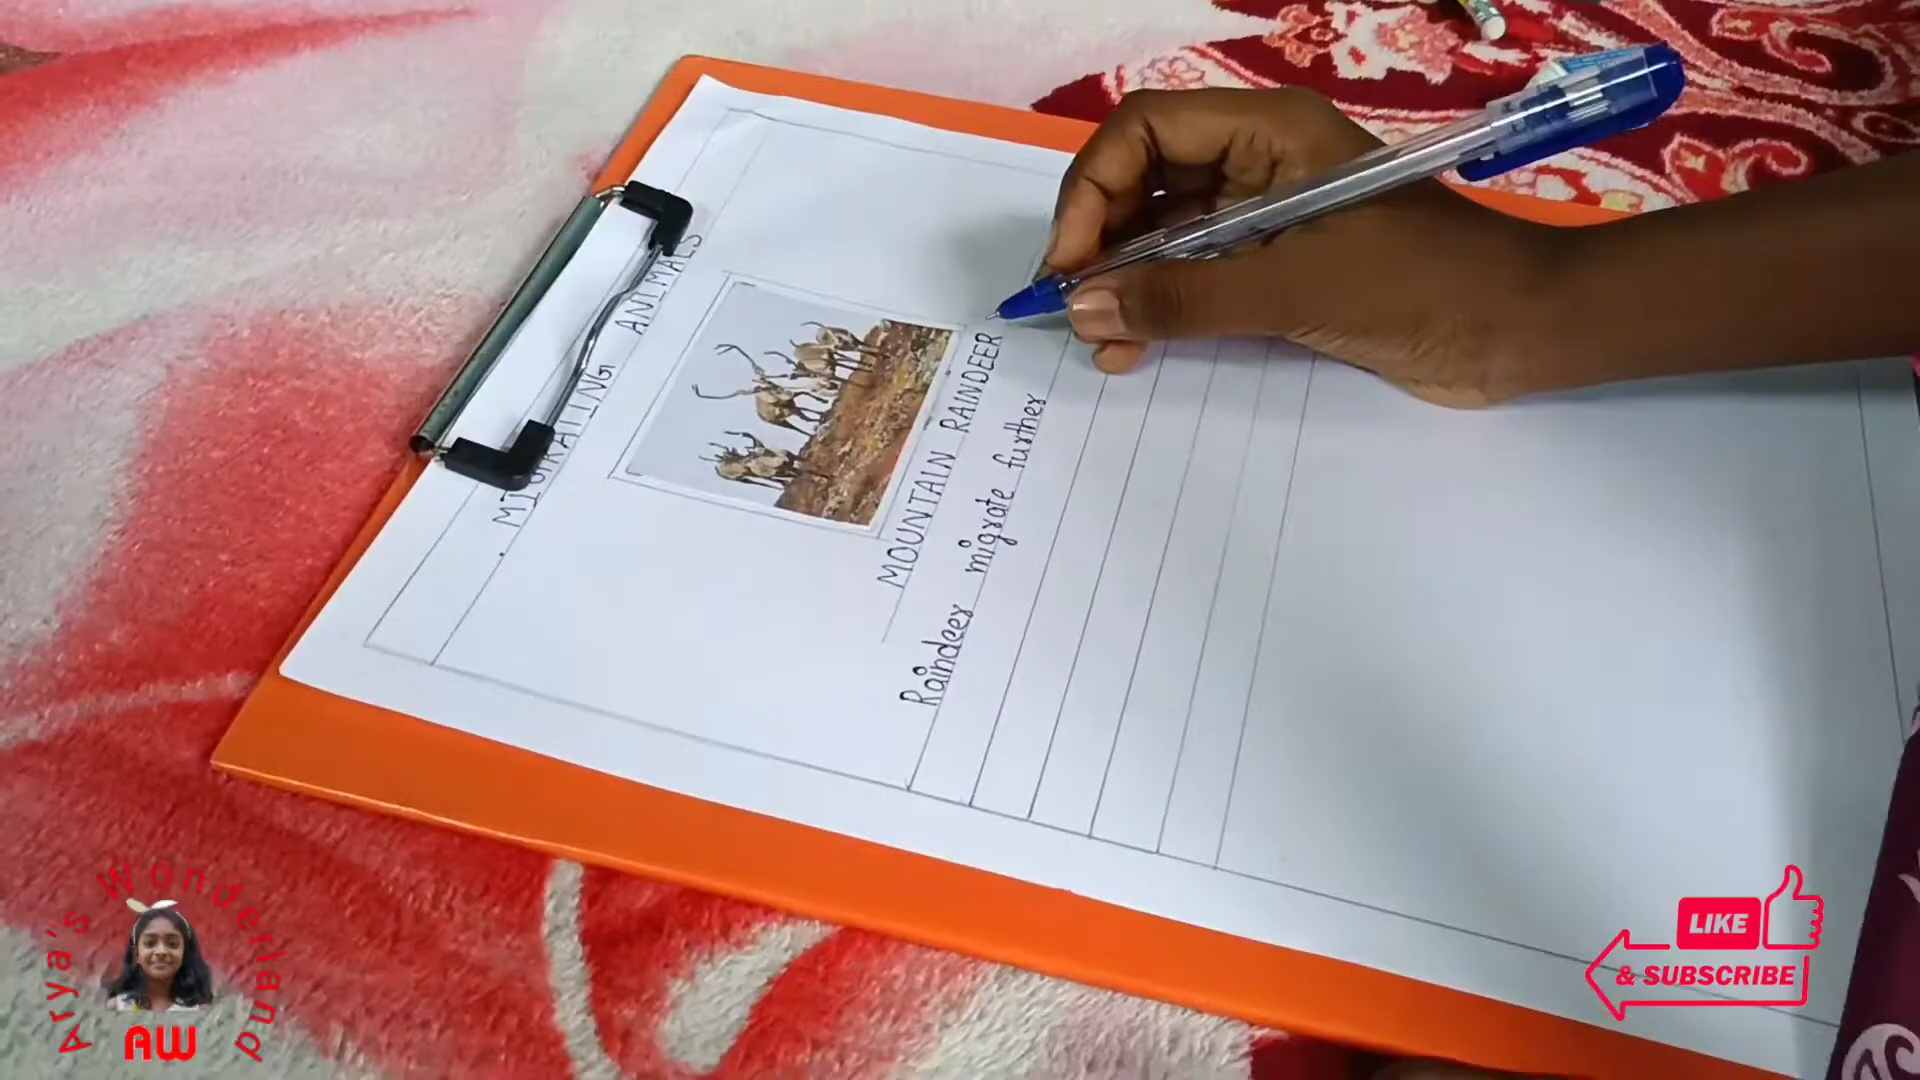 MIGRATING ANIMALS
MOUNTAIN RAINDEER
Raindeer migrate further
Arya's Wonderland
AW
LIKE
& SUBSCRIBE